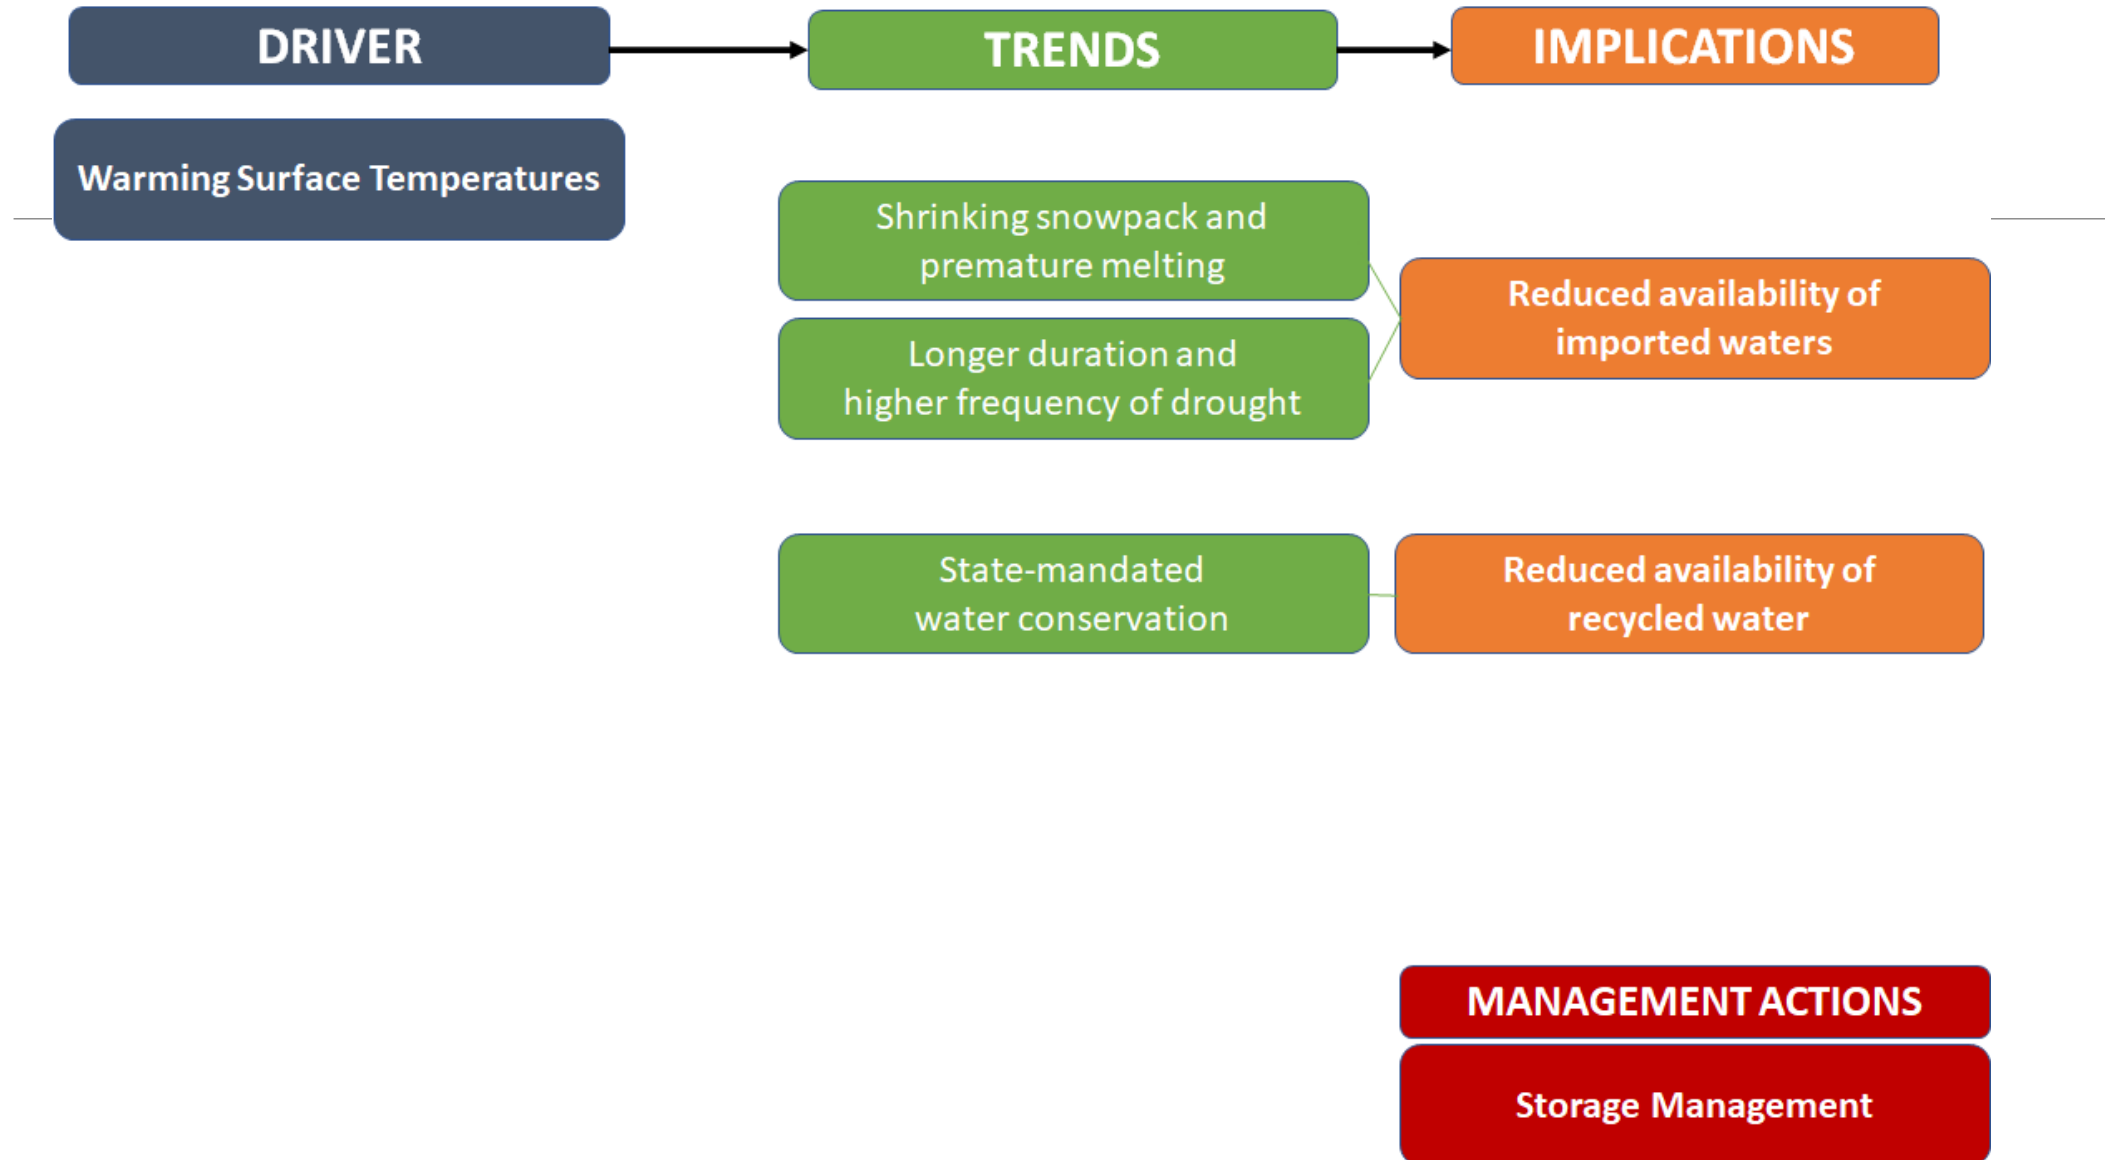 DRIVER
TRENDS
IMPLICATIONS
Warming Surface Temperatures
Shrinking snowpack and
premature melting
Longer duration and
higher frequency of drought
Reduced availability of
imported waters
State-mandated
water conservation
Reduced availability of
recycled water
MANAGEMENT ACTIONS
Storage Management